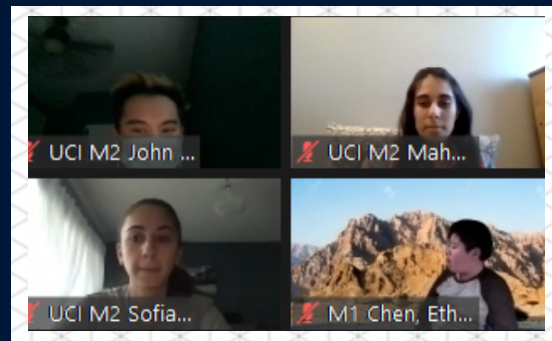 UCI M2 John ...
UCI M2 Mah...
UCI M2 Sofia...
M1 Chen, Eth...